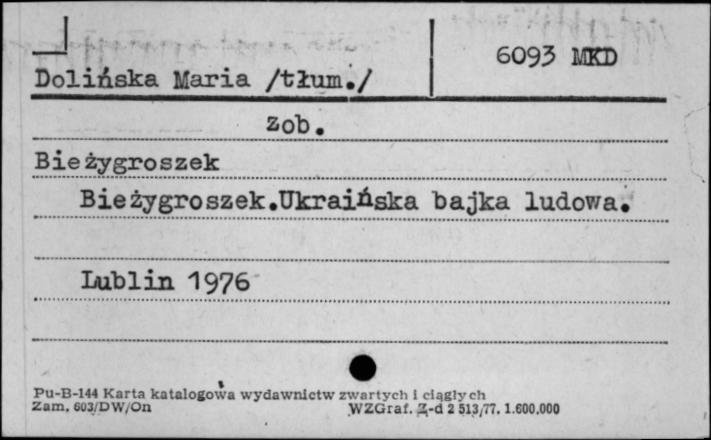 6093 MKD
Dolińska Maria /tłum./
zob.
Bieżygroszek
Bieżygroszek.Ukraińska bajka ludowa.
Lublin 1976
Pu-B-144 Karta katalogowa wydawnictw zwartych i ciągłych
Zam. 603/DW/On WZGraf. Z-d 2 513/77. 1.600.000